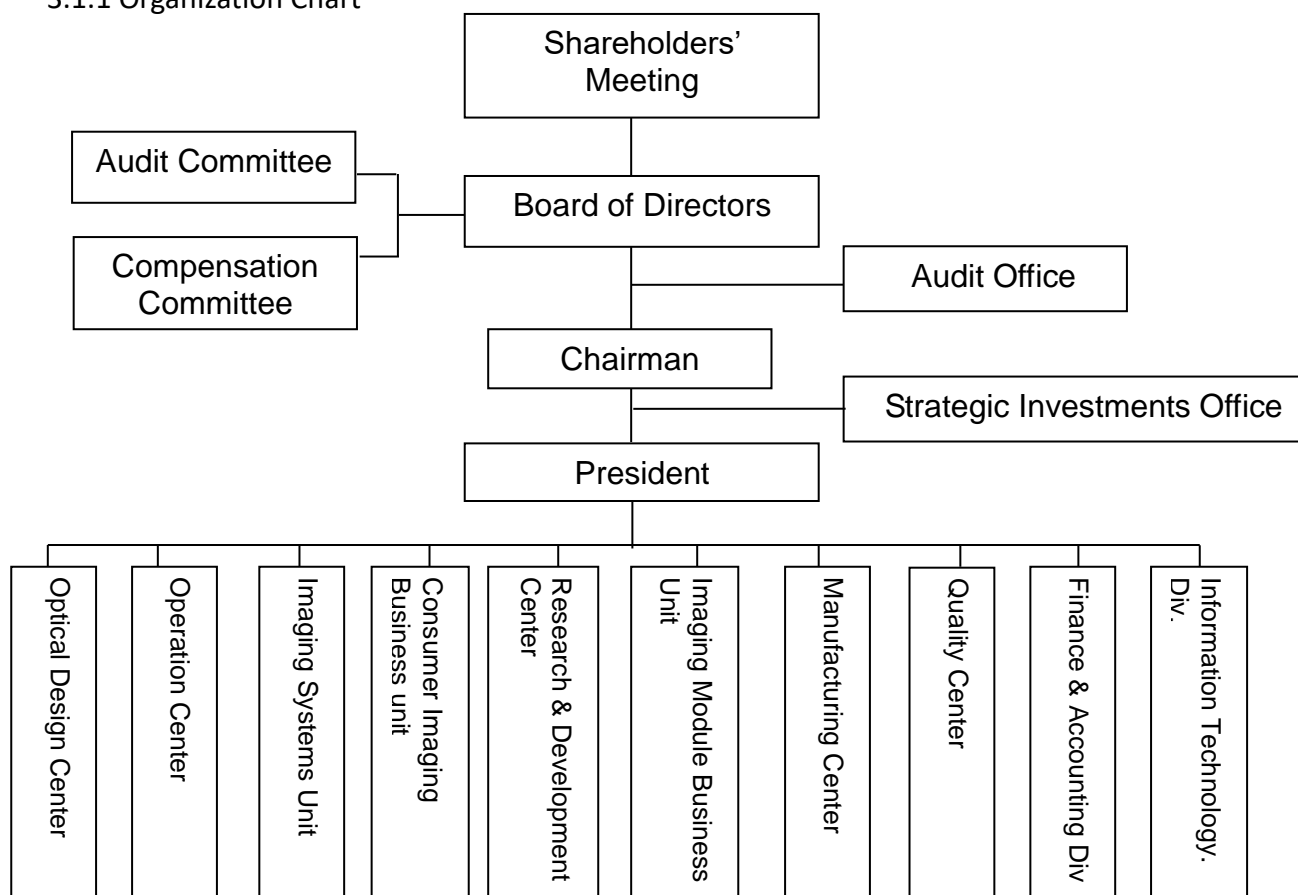 3.1.1 Organization Chart
Shareholders’
Meeting
Audit Committee
Board of Directors
Compensation
Committee
Audit Office
Chairman
Strategic Investments Office
President
Optical Design Center
Operation Center
Imaging Systems Unit
Consumer Imaging
Business unit
Research & Development
Center
Imaging Module Business
Unit
Manufacturing Center
Quality Center
Finance & Accounting Div
Information Technology.
Div.